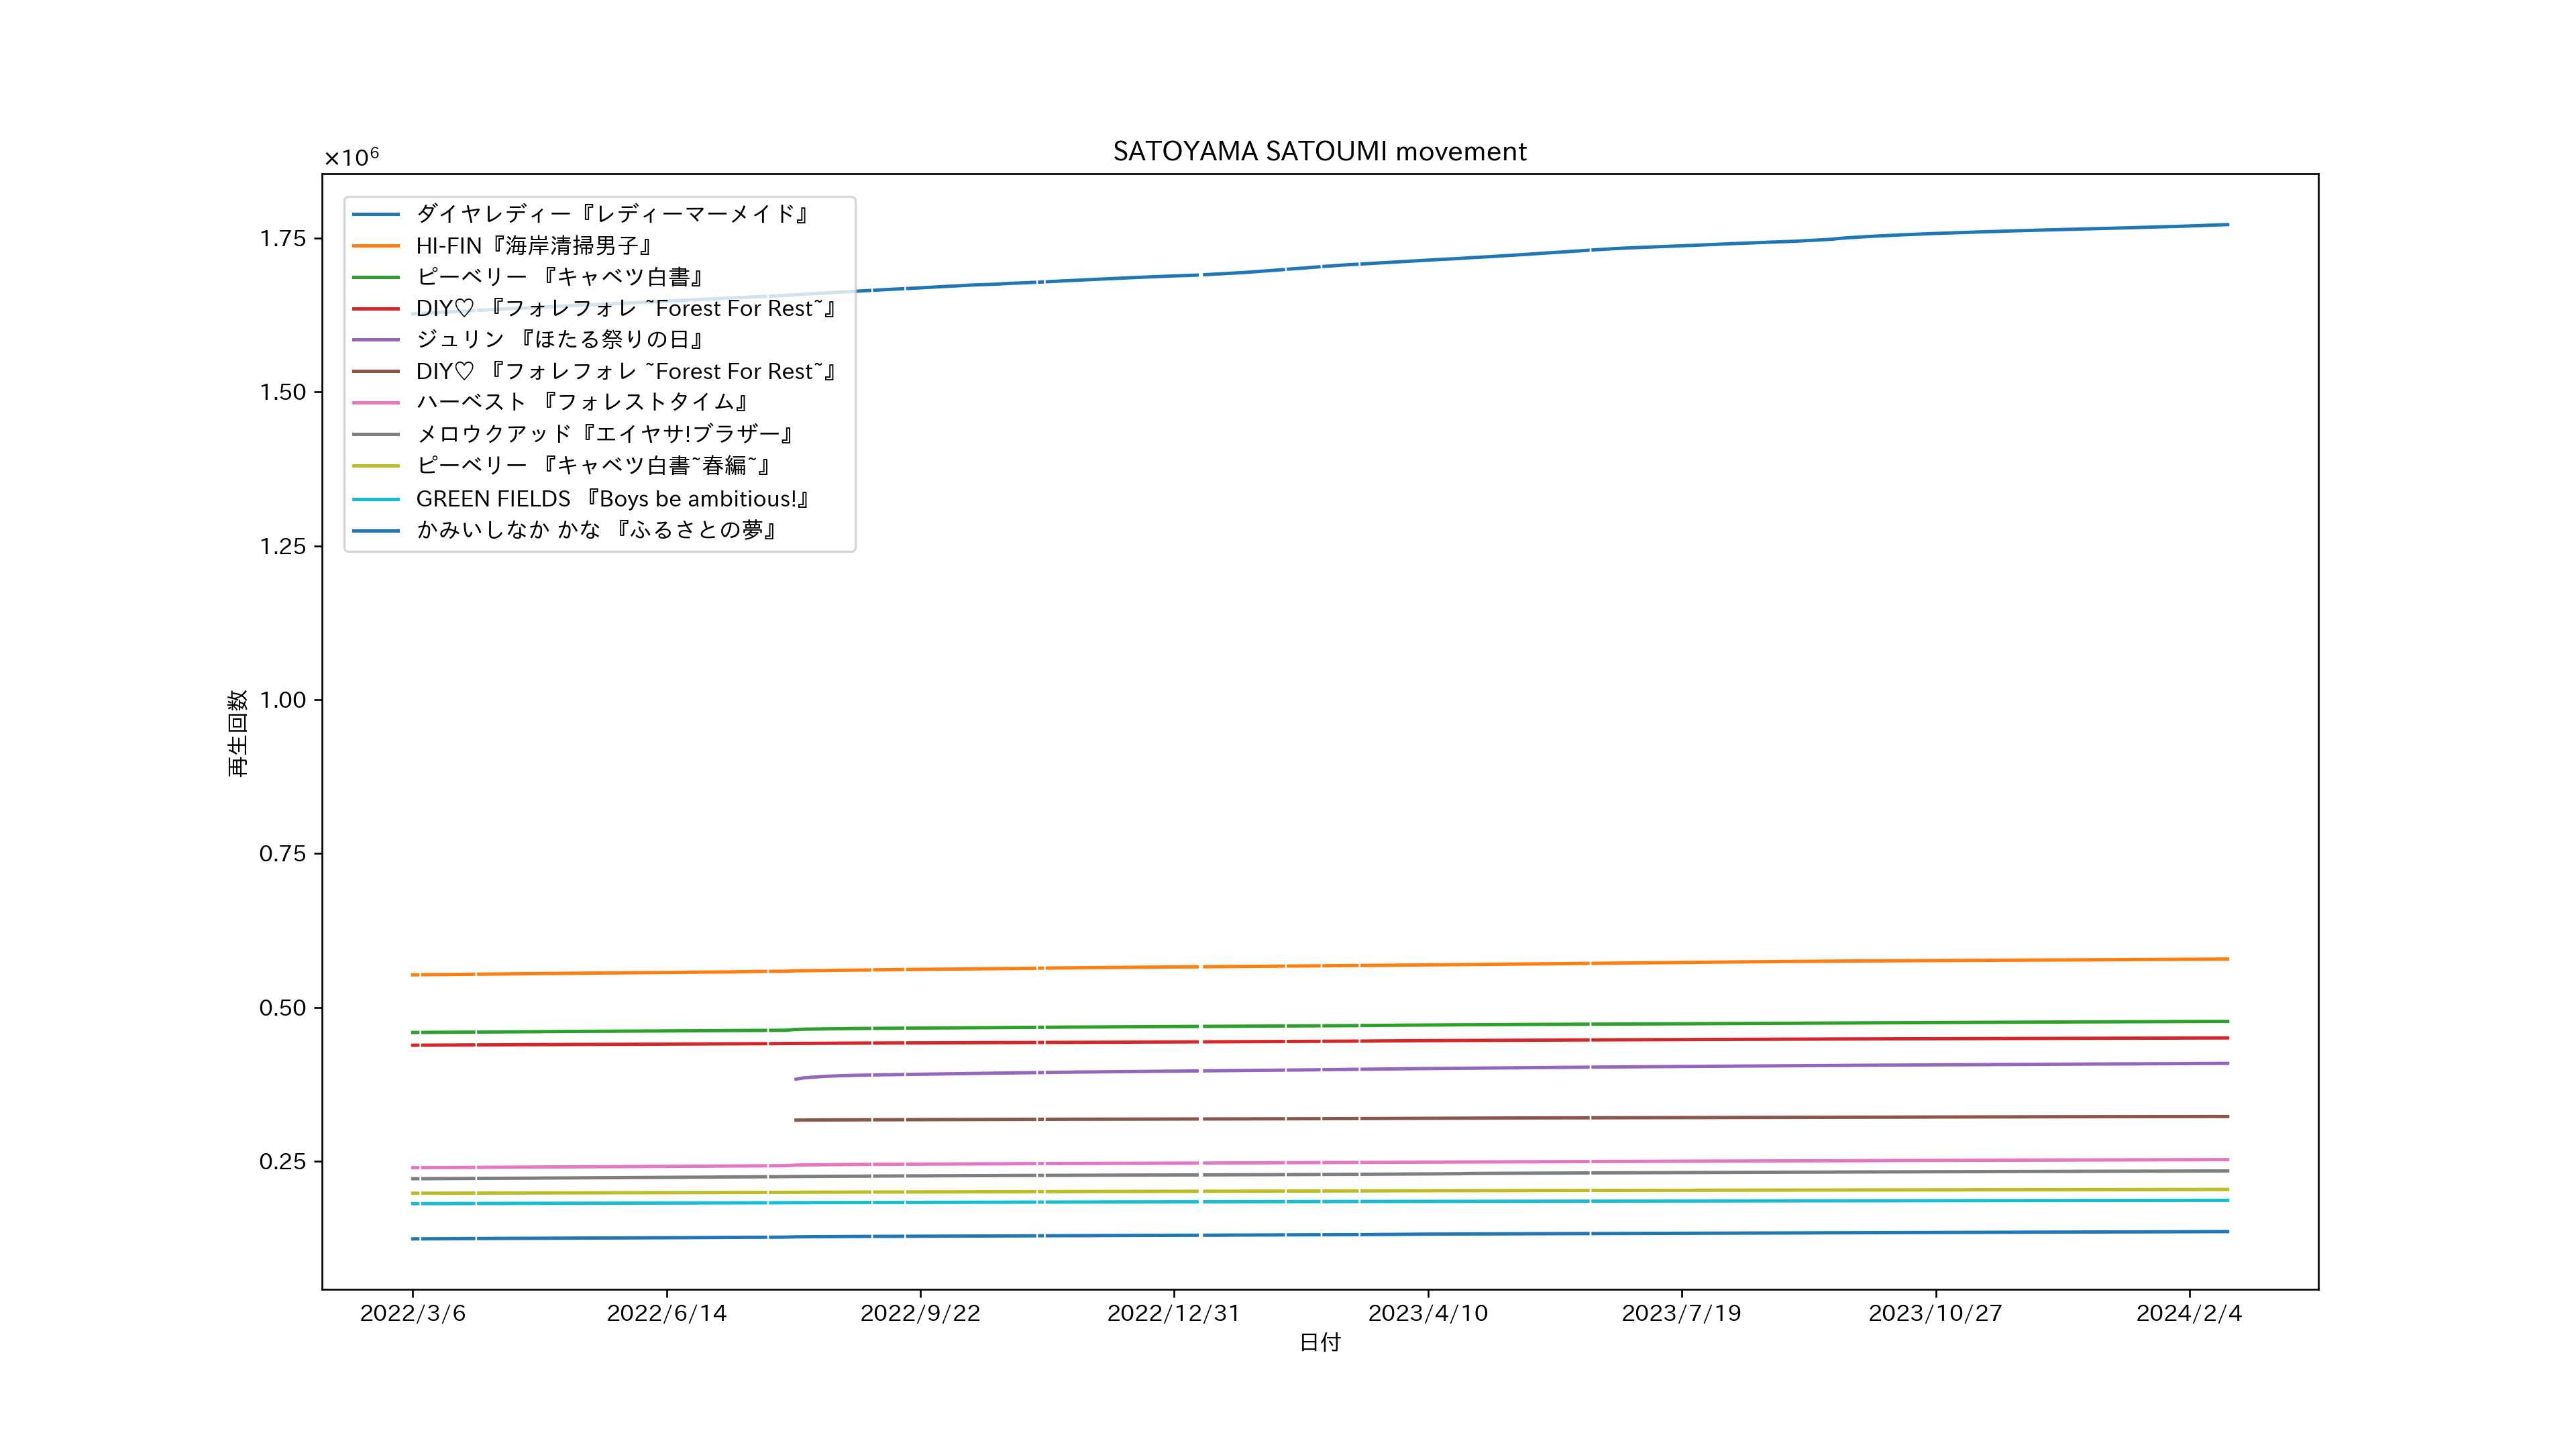 SATOYAMA SATOUMI movement
×10⁶
ダイヤレディー『レディーマーメイド』
HI-FIN『海岸清掃男子』
ピーベリー 『キャベツ白書』
DIY♡ 『フォレフォレ ~Forest For Rest~』
ジュリン 『ほたる祭りの日』
DIY♡ 『フォレフォレ ~Forest For Rest~』
ハーベスト 『フォレストタイム』
メロウクアッド『エイヤサ!ブラザー』
ピーベリー 『キャベツ白書~春編~』
GREEN FIELDS 『Boys be ambitious!』
かみいしなか かな 『ふるさとの夢』
1.75
1.50
1.25
1.00
0.75
0.50
0.25
再生回数
2022/3/6
2022/6/14
2022/9/22
2022/12/31
2023/4/10
2023/7/19
2023/10/27
2024/2/4
日付